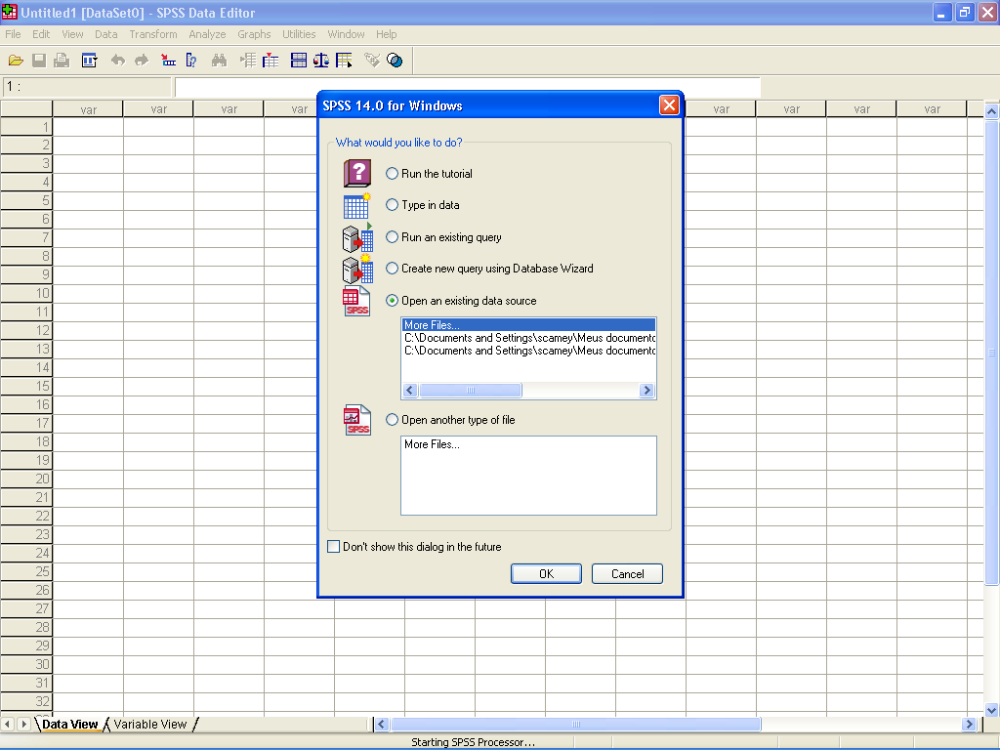 Untitled1 [DataSet0] - SPSS Data Editor
File Edit View Data Transform Analyze Graphs Utilities Window Help
1 :
var var var var var var var var
SPSS 14.0 for Windows
What would you like to do?
Run the tutorial
Type in data
Run an existing query
Create new query using Database Wizard
SPSS
Open an existing data source
More Files...
C:\Documents and Settings\scamey\Meus documento
C:\Documents and Settings\scamey\Meus documento
SPSS
Open another type of file
More Files...
Don't show this dialog in the future
OK Cancel
1
2
3
4
5
6
7
8
9
10
11
12
13
14
15
16
17
18
19
20
21
22
23
24
25
26
27
28
29
30
31
32
Data View Variable View
Starting SPSS Processor...